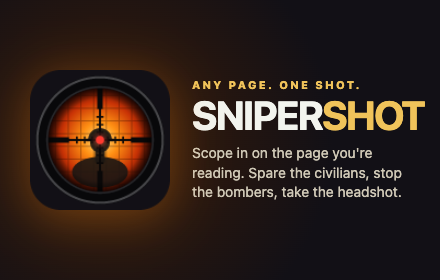 ANY PAGE. ONE SHOT.
SNIPERSHOT
Scope in on the page you're
reading. Spare the civilians, stop
the bombers, take the headshot.